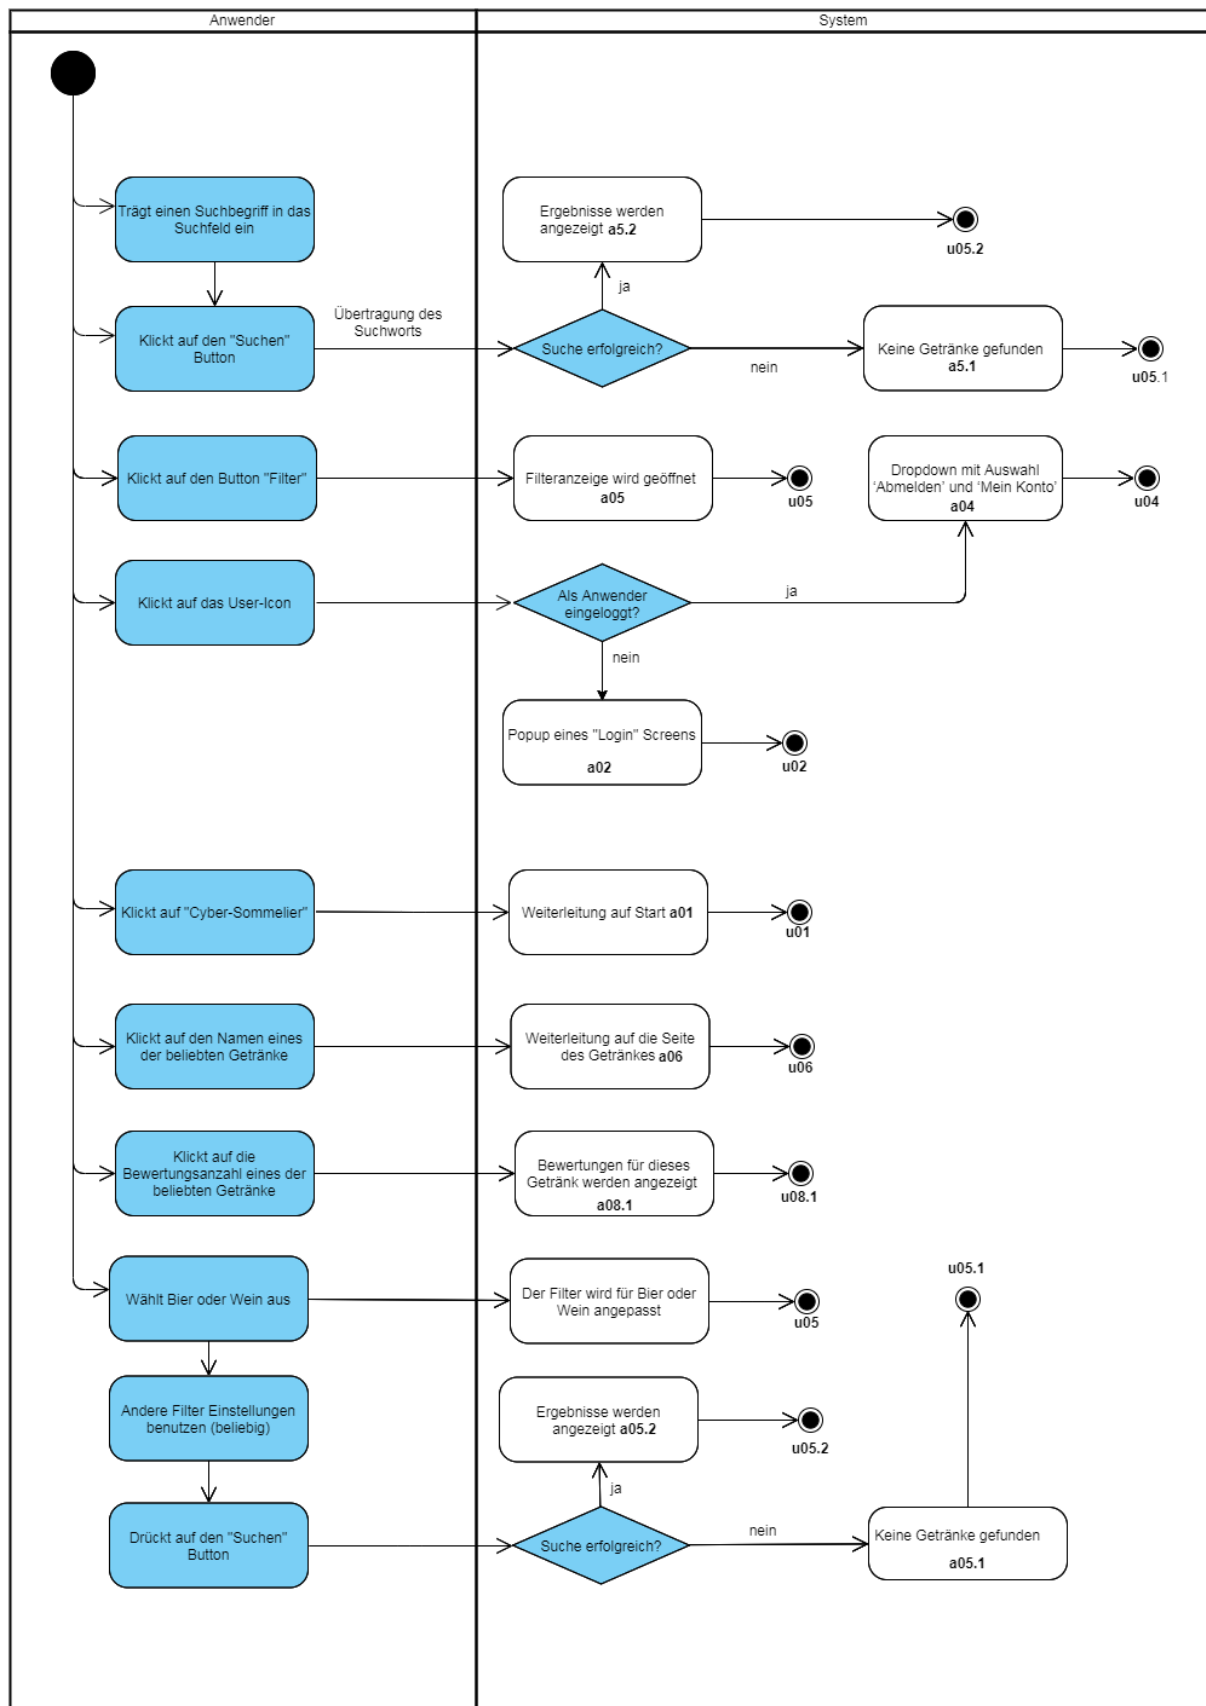 Anwender
System
Trägt einen Suchbegriff in das
Suchfeld ein
Ergebnisse werden
angezeigt a5.2
u05.2
ja
Übertragung des
Suchworts
Klickt auf den "Suchen"
Button
Suche erfolgreich?
nein
Keine Getränke gefunden
a5.1
u05.1
Klickt auf den Button "Filter"
Filteranzeige wird geöffnet
a05
u05
Dropdown mit Auswahl
‘Abmelden’ und ‘Mein Konto’
a04
u04
Klickt auf das User-Icon
Als Anwender
eingeloggt?
ja
nein
Popup eines "Login" Screens
a02
u02
Klickt auf "Cyber-Sommelier"
Weiterleitung auf Start a01
u01
Klickt auf den Namen eines
der beliebten Getränke
Weiterleitung auf die Seite
des Getränkes a06
u06
Klickt auf die
Bewertungsanzahl eines der
beliebten Getränke
Bewertungen für dieses
Getränk werden angezeigt
a08.1
u08.1
Wählt Bier oder Wein aus
Der Filter wird für Bier oder
Wein angepasst
u05
u05.1
Andere Filter Einstellungen
benutzen (beliebig)
Ergebnisse werden
angezeigt a05.2
u05.2
ja
Drückt auf den "Suchen"
Button
Suche erfolgreich?
nein
Keine Getränke gefunden
a05.1